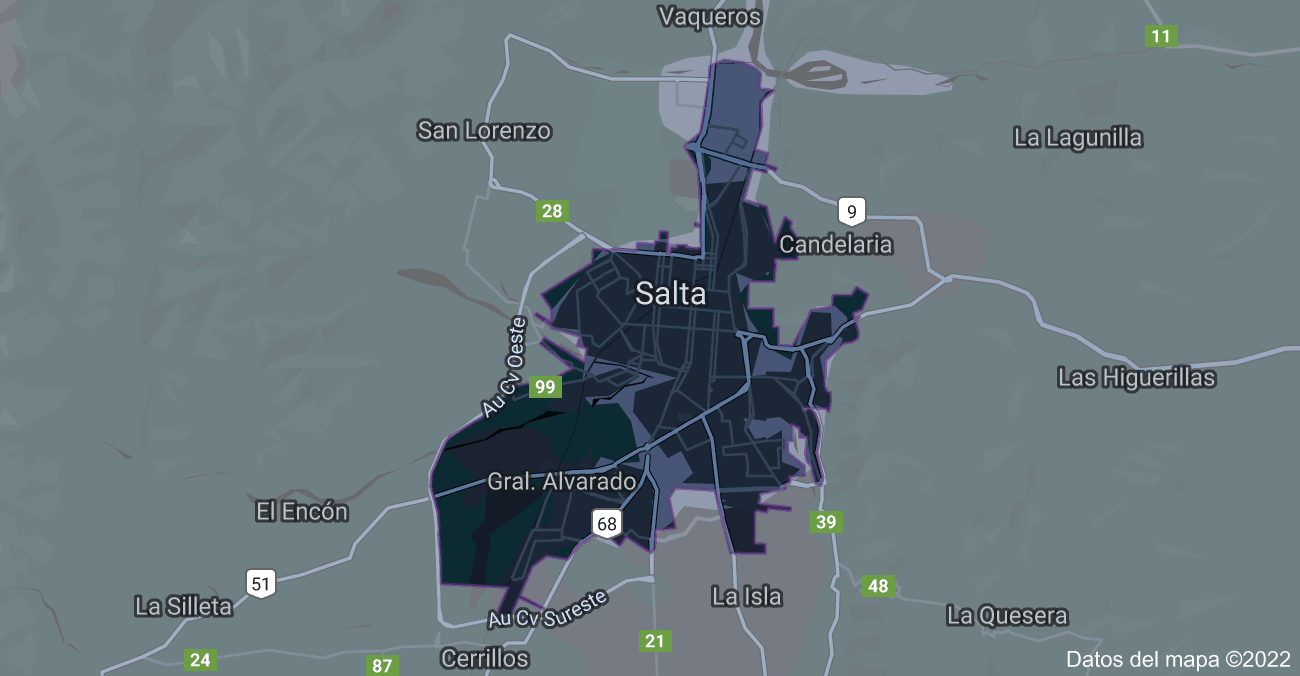 Vaqueros
11
San Lorenzo
La Lagunilla
28
9
Candelaria
Salta
Au Cv Oeste
99
Las Higuerillas
Gral. Alvarado
El Encón
68
39
51
48
La Silleta
La Isla
Au Cv Sureste
La Quesera
21
24
87
Cerrillos
Datos del mapa ©2022